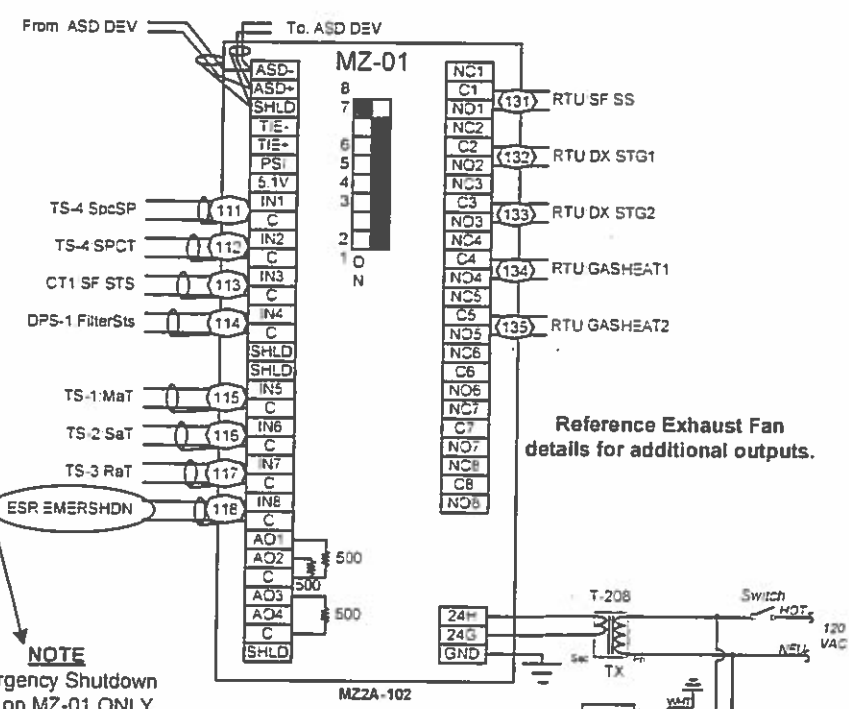 From ASD DEV
To. ASD DEV
MZ-01
8
7
6
5
4
3
2
1
O
N
ASD-
ASD+
SHLD
TIE-
TIE+
PSI
5.1V
IN1
C
IN2
C
IN3
C
IN4
C
SHLD
SHLD
IN5
C
IN6
C
IN7
C
IN8
C
AO1
AO2
C
AO3
AO4
C
SHLD
TS-4 SpcSP 111
TS-4 SPCT 112
CT1 SF STS 113
DPS-1 FilterSts 114
TS-1 MaT 115
TS-2 SaT 116
TS-3 RaT 117
ESR EMERSHDN 118
500
500
500
NC1
C1
NO1
NC2
C2
NO2
NC3
C3
NO3
NC4
C4
NO4
NC5
C5
NO5
NC6
C6
NO6
NC7
C7
NO7
NC8
C8
NO8
131 RTU SF SS
132 RTU DX STG1
133 RTU DX STG2
134 RTU GASHEAT1
135 RTU GASHEAT2
Reference Exhaust Fan
details for additional outputs.
24H
24G
GND
T-208
Sec
Pri
TX
Switch
HOT
NEU
120
VAC
WHT
NOTE
rgency Shutdown
on MZ-01 ONLY
MZ2A-102